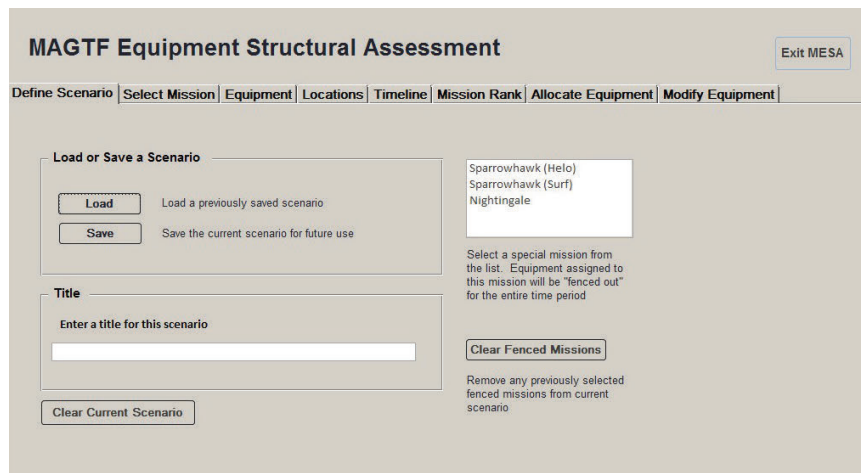 MAGTF Equipment Structural Assessment
Exit MESA
Define Scenario Select Mission Equipment Locations Timeline Mission Rank Allocate Equipment Modify Equipment
Load or Save a Scenario
Load Load a previously saved scenario
Save Save the current scenario for future use
Title
Enter a title for this scenario
Clear Current Scenario
Sparrowhawk (Helo)
Sparrowhawk (Surf)
Nightingale
Select a special mission from
the list. Equipment assigned to
this mission will be "fenced out"
for the entire time period
Clear Fenced Missions
Remove any previously selected
fenced missions from current
scenario